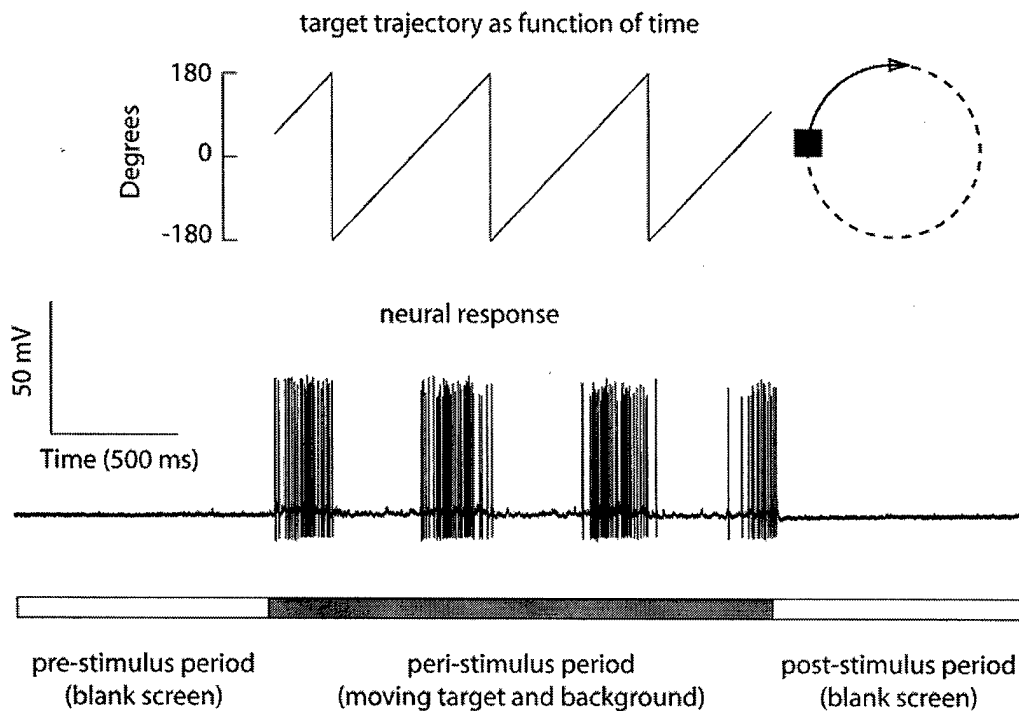 target trajectory as function of time
180
0
-180
Degrees
neural response
50 mV
Time (500 ms)
pre-stimulus period
(blank screen)
peri-stimulus period
(moving target and background)
post-stimulus period
(blank screen)